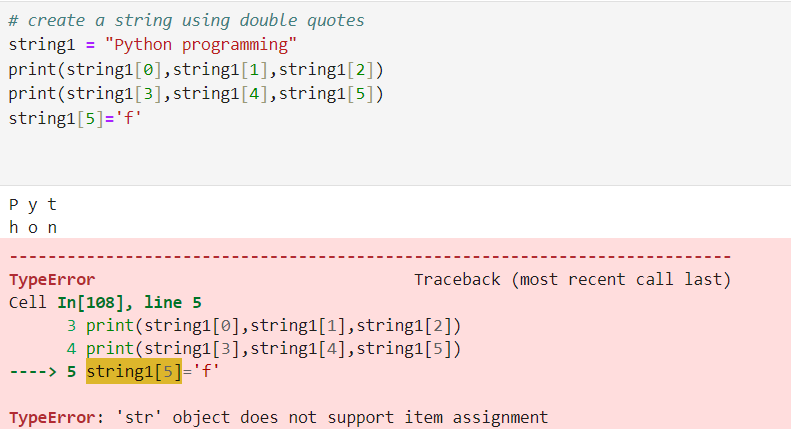 # create a string using double quotes
string1 = "Python programming"
print(string1[0],string1[1],string1[2])
print(string1[3],string1[4],string1[5])
string1[5]='f'
P y t
h o n
---------------------------------------------------------------------------
TypeError Traceback (most recent call last)
Cell In[108], line 5
3 print(string1[0],string1[1],string1[2])
4 print(string1[3],string1[4],string1[5])
----> 5 string1[5]='f'
TypeError: 'str' object does not support item assignment